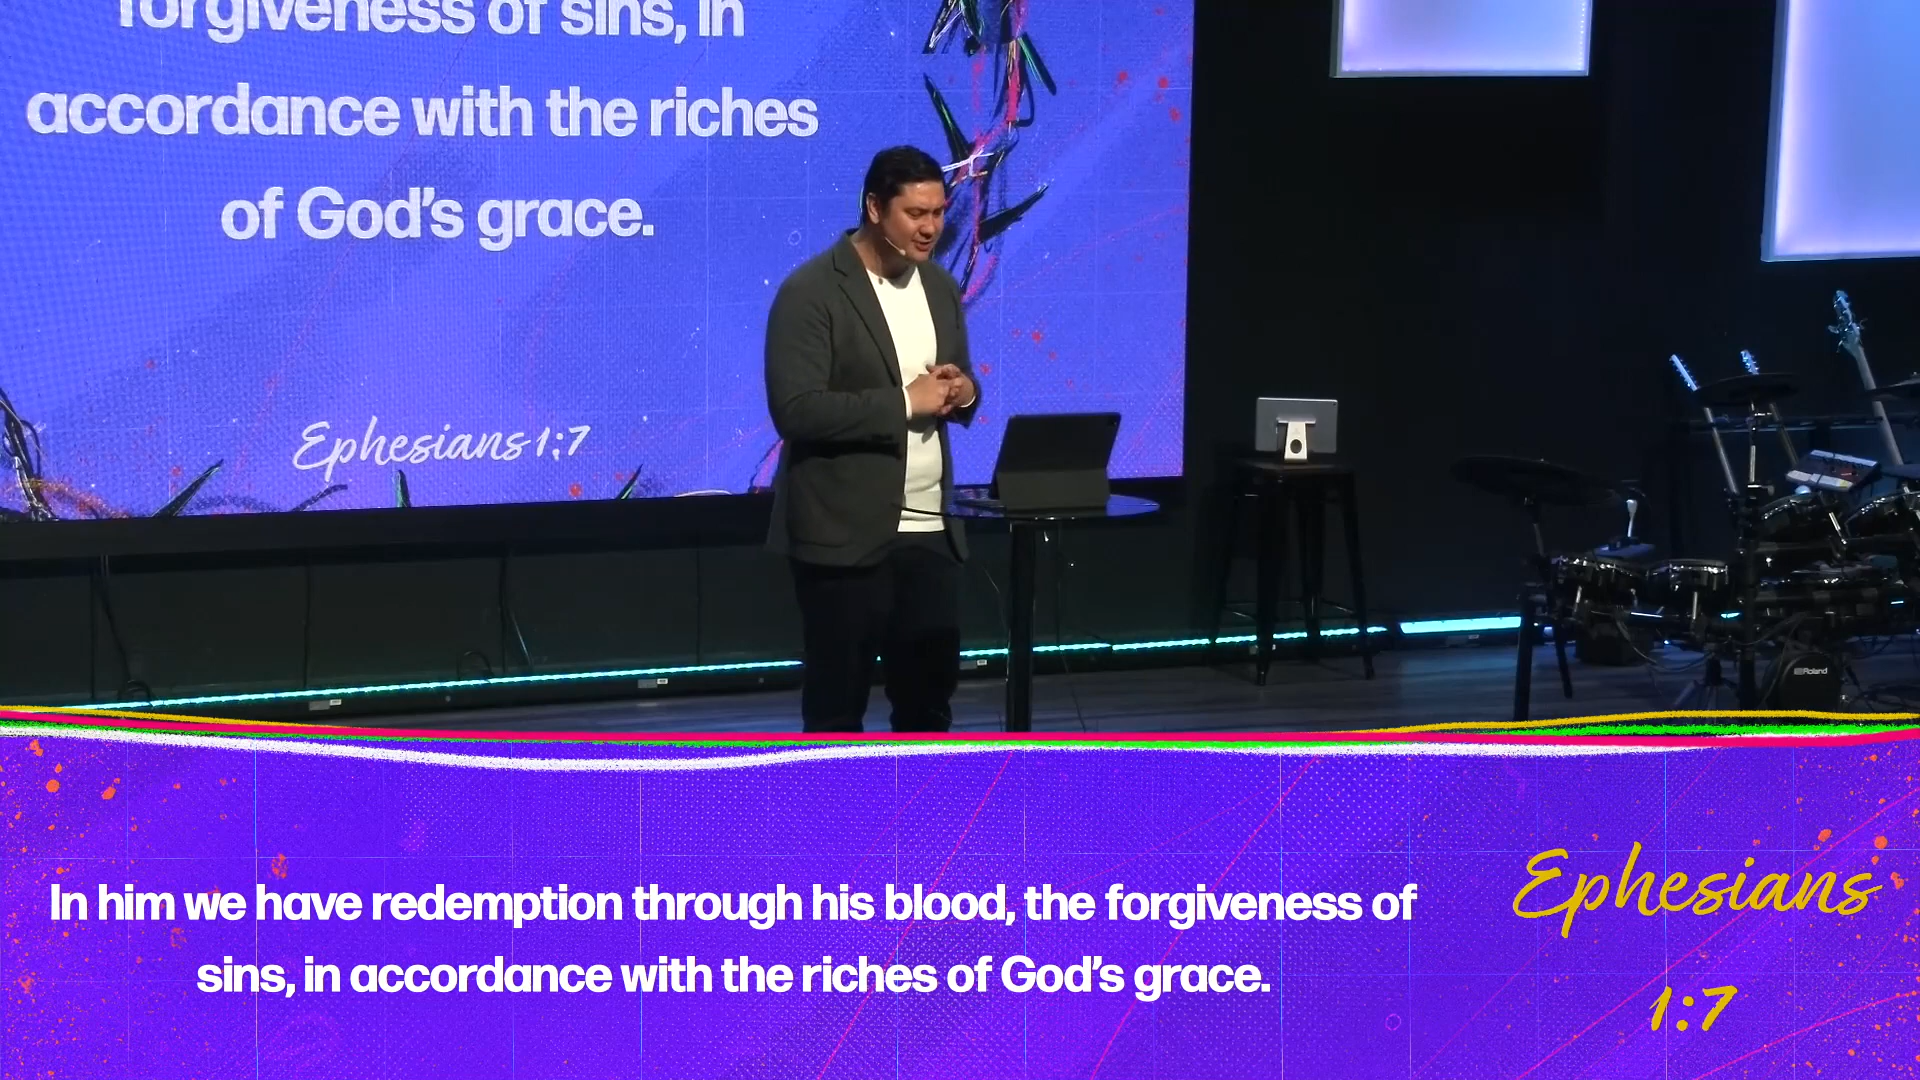 forgiveness of sins, in
accordance with the riches
of God's grace.
Ephesians 1:7
Roland
In him we have redemption through his blood, the forgiveness of
sins, in accordance with the riches of God's grace.
Ephesians
1:7